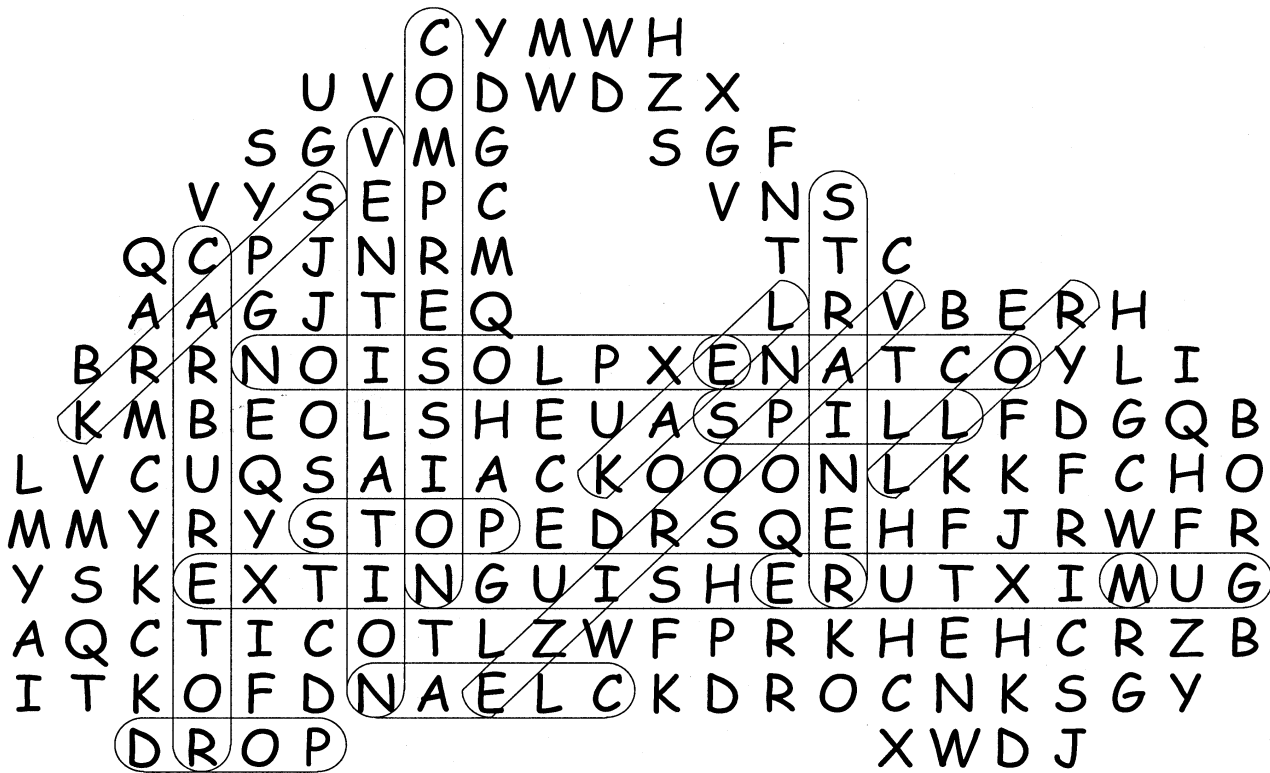 C Y M W H
U V O D W D Z X
S G V M G S G F
V Y S E P C V N S
Q C P J N R M T T C
A A G J T E Q L R V B E R H
B R R N O I S O L P X E N A T C O Y L I
K M B E O L S H E U A S P I L L F D G Q B
L V C U Q S A I A C K O O O N L K K F C H O
M M Y R Y S T O P E D R S Q E H F J R W F R
Y S K E X T I N G U I S H E R U T X I M U G
A Q C T I C O T L Z W F P R K H E H C R Z B
I T K O F D N A E L C K D R O C N K S G Y
D R O P X W D J